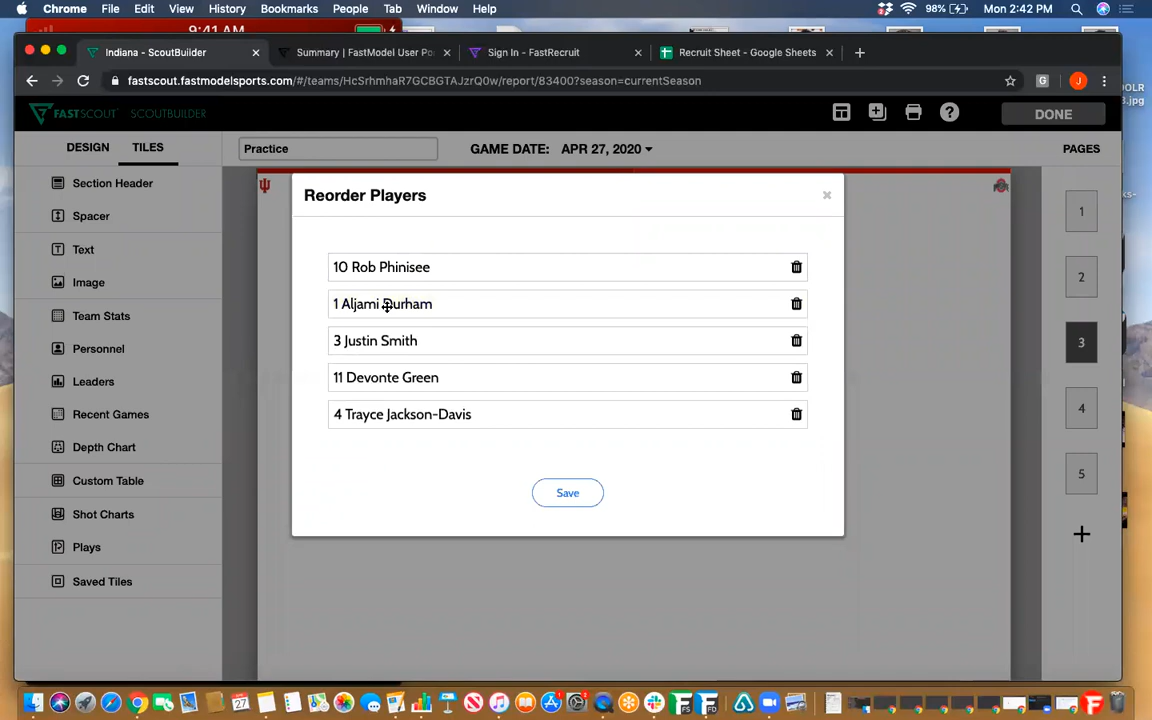 Chrome File Edit View History Bookmarks People Tab Window Help 98% Mon 2:42 PM
9:41 AM
Indiana - ScoutBuilder Summary | FastModel User Po Sign In - FastRecruit Recruit Sheet - Google Sheets
fastscout.fastmodelsports.com/#/teams/HcSrhmhaR7GCBGTAJzrQ0w/report/83400?season=currentSeason
FASTSCOUT SCOUTBUILDER DONE
DESIGN TILES Practice GAME DATE: APR 27, 2020 PAGES
Section Header
Spacer
Text
Image
Team Stats
Personnel
Leaders
Recent Games
Depth Chart
Custom Table
Shot Charts
Plays
Saved Tiles
Reorder Players
10 Rob Phinisee
1 Aljami Durham
3 Justin Smith
11 Devonte Green
4 Trayce Jackson-Davis
Save
1
2
3
4
5